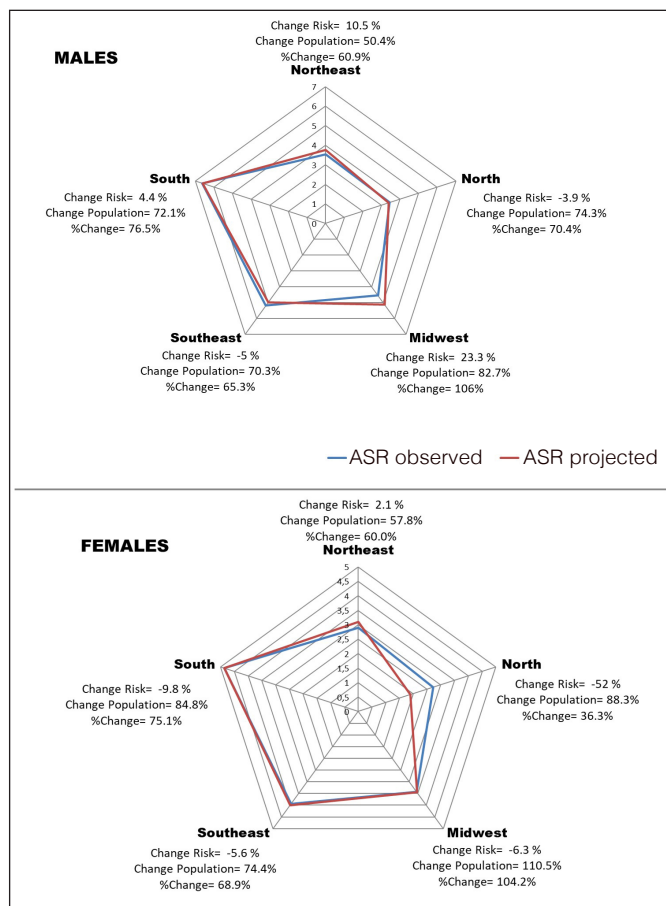 Change Risk= 10.5 %
Change Population= 50.4%
%Change= 60.9%
MALES
Northeast
7
6
5
4
3
2
1
0
South
Change Risk= 4.4 %
Change Population= 72.1%
%Change= 76.5%
North
Change Risk= -3.9 %
Change Population= 74.3%
%Change= 70.4%
Southeast
Change Risk= -5 %
Change Population= 70.3%
%Change= 65.3%
Midwest
Change Risk= 23.3 %
Change Population= 82.7%
%Change= 106%
ASR observed
ASR projected
Change Risk= 2.1 %
Change Population= 57.8%
%Change= 60.0%
FEMALES
Northeast
5
4,5
4
3,5
3
2,5
2
1,5
1
0,5
0
South
Change Risk= -9.8 %
Change Population= 84.8%
%Change= 75.1%
North
Change Risk= -52 %
Change Population= 88.3%
%Change= 36.3%
Southeast
Change Risk= -5.6 %
Change Population= 74.4%
%Change= 68.9%
Midwest
Change Risk= -6.3 %
Change Population= 110.5%
%Change= 104.2%